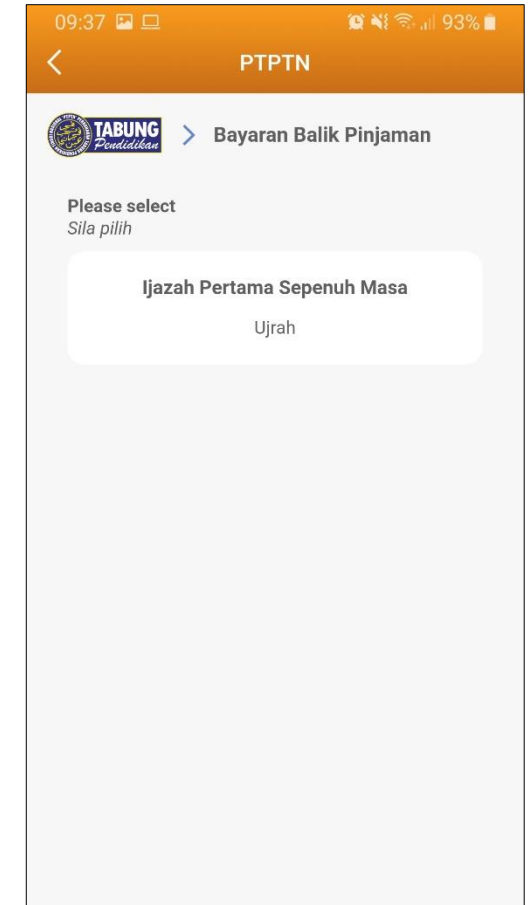 09:37 93%
PTPTN
TABUNG
Pendidikan
Bayaran Balik Pinjaman
Please select
Sila pilih
Ijazah Pertama Sepenuh Masa
Ujrah